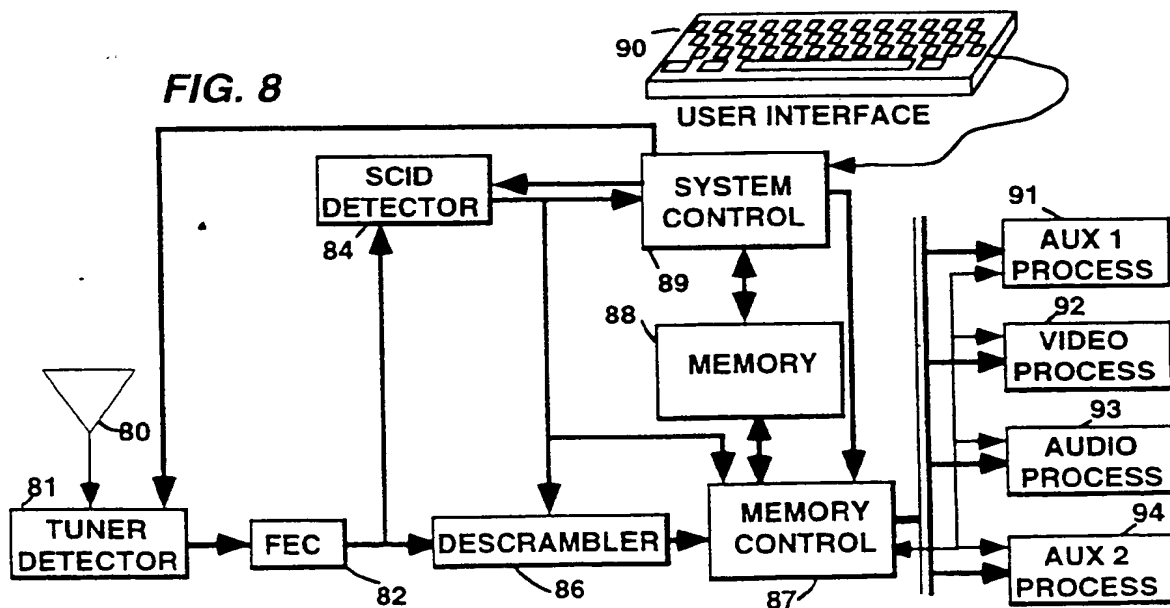 90
FIG. 8
USER INTERFACE
SCID
DETECTOR
84
SYSTEM
CONTROL
89
91
AUX 1
PROCESS
88
MEMORY
92
VIDEO
PROCESS
80
93
AUDIO
PROCESS
81
TUNER
DETECTOR
FEC
82
DESCRAMBLER
86
MEMORY
CONTROL
87
94
AUX 2
PROCESS